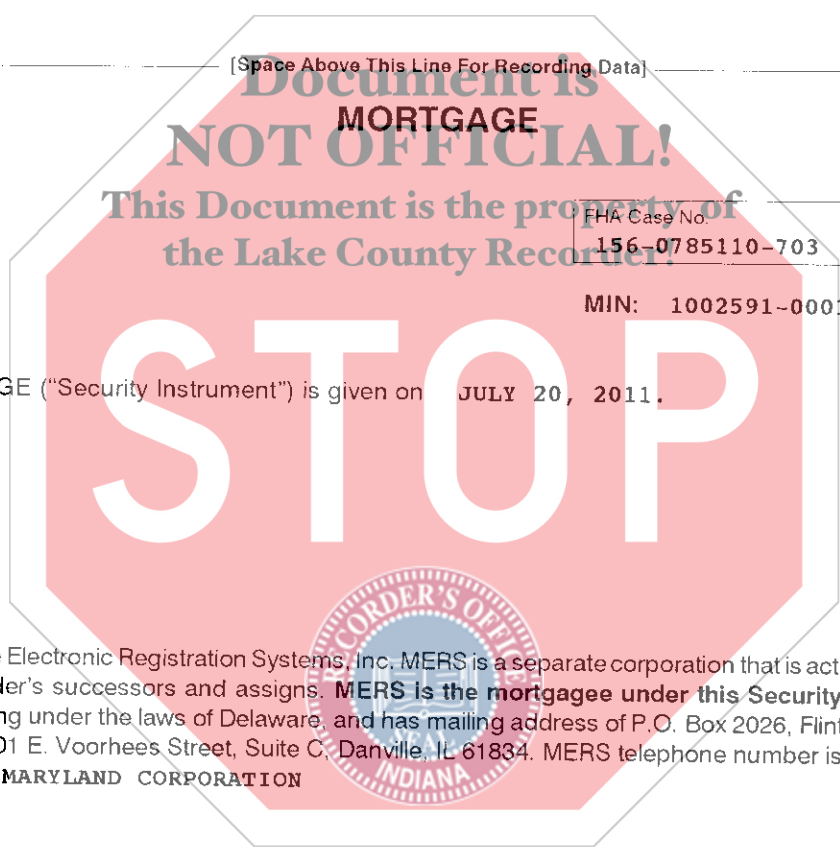 [Space Above This Line For Recording Data]
Document is
MORTGAGE
NOT OFFICIAL!
This Document is the property of
the Lake County Recorder!
FHA Case No.
156-0785110-703
MIN: 1002591-0001
GE ("Security Instrument") is given on JULY 20, 2011.
STOP
RECORDER'S OFFICE
Electronic Registration Systems, Inc. MERS is a separate corporation that is act
der's successors and assigns. MERS is the mortgagee under this Security
ng under the laws of Delaware, and has mailing address of P.O. Box 2026, Flint
01 E. Voorhees Street, Suite C, Danville, IL 61834. MERS telephone number is
SEAL
MARYLAND CORPORATION
INDIANA